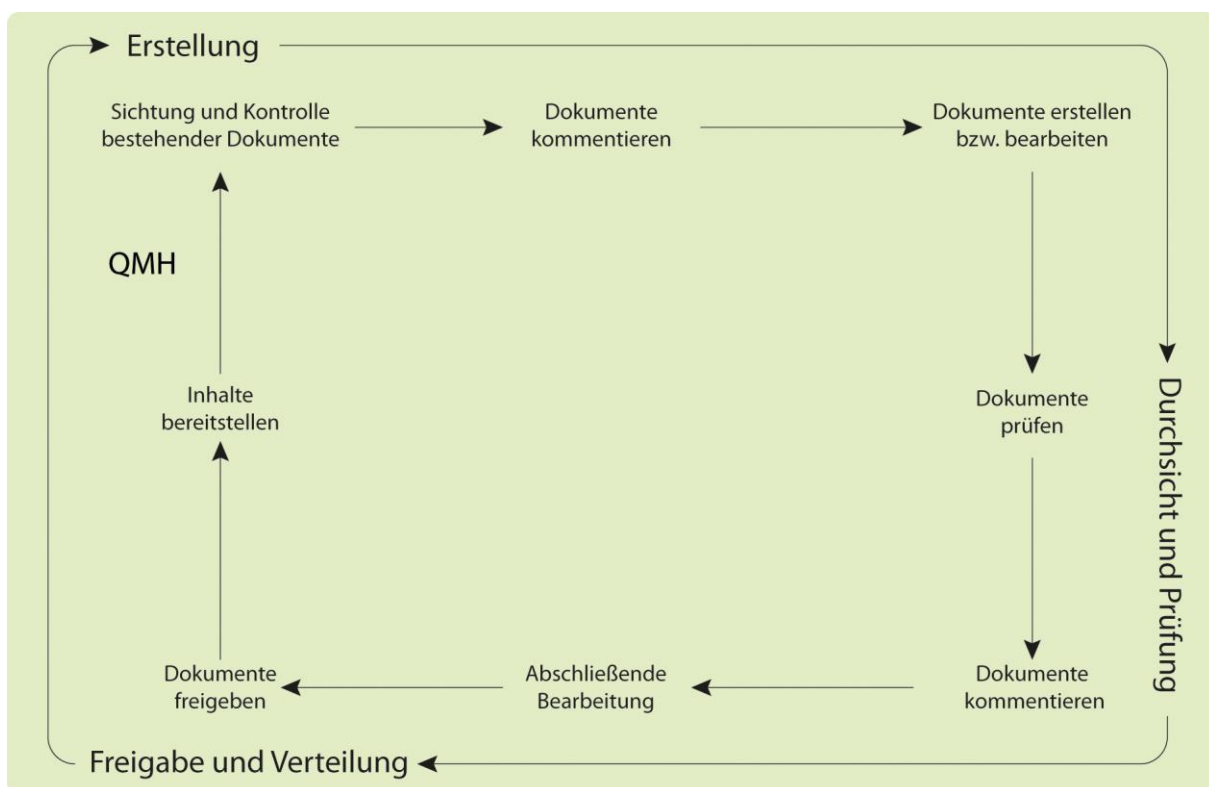 Erstellung
Sichtung und Kontrolle
bestehender Dokumente
Dokumente
kommentieren
Dokumente erstellen
bzw. bearbeiten
QMH
Inhalte
bereitstellen
Dokumente
prüfen
Durchsicht und Prüfung
Dokumente
freigeben
Abschließende
Bearbeitung
Dokumente
kommentieren
Freigabe und Verteilung